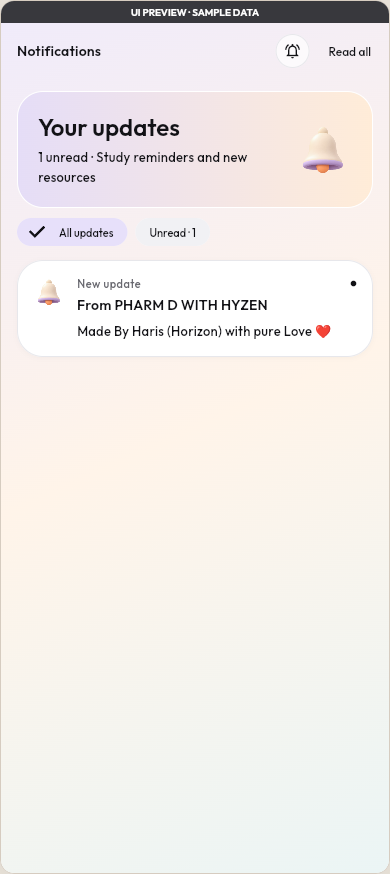 UI PREVIEW · SAMPLE DATA
Notifications
Read all
Your updates
1 unread · Study reminders and new
resources
All updates
Unread · 1
New update
From PHARM D WITH HYZEN
Made By Haris (Horizon) with pure Love ❤️